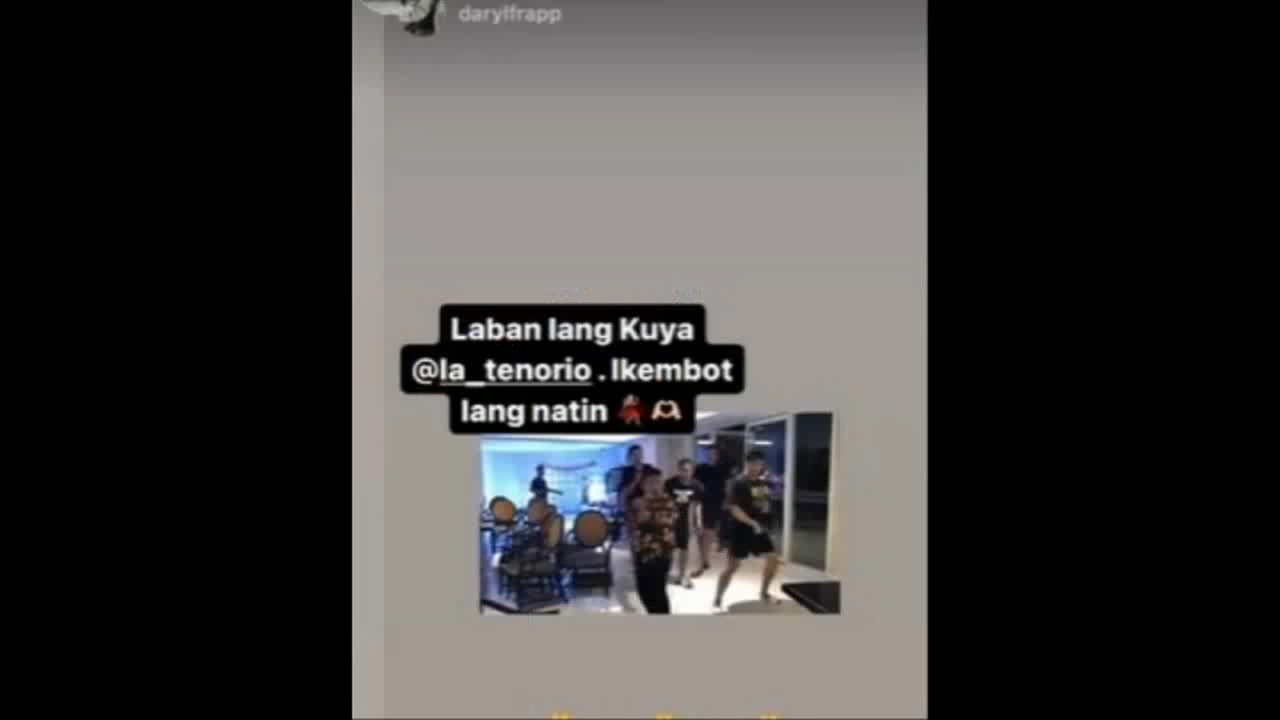 darylfrapp
Laban lang Kuya
@la_tenorio . Ikembot
lang natin 💃🫶